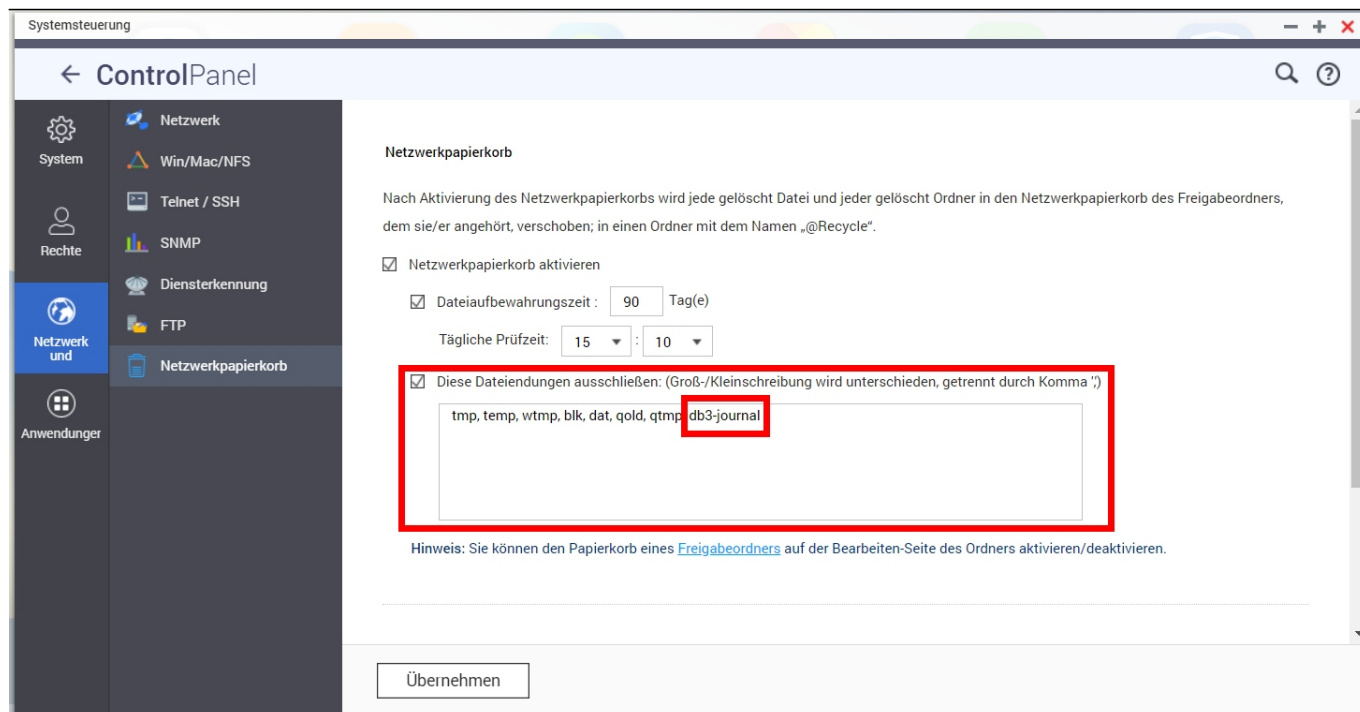 Systemsteuerung
ControlPanel
System
Rechte
Netzwerk
und
Anwendunger
Netzwerk
Win/Mac/NFS
Telnet / SSH
SNMP
Diensterkennung
FTP
Netzwerkpapierkorb
Netzwerkpapierkorb
Nach Aktivierung des Netzwerkpapierkorbs wird jede gelöscht Datei und jeder gelöscht Ordner in den Netzwerkpapierkorb des Freigabeordners,
dem sie/er angehört, verschoben; in einen Ordner mit dem Namen „@Recycle“.
Netzwerkpapierkorb aktivieren
Dateiaufbewahrungszeit : 90 Tag(e)
Tägliche Prüfzeit: 15 : 10
Diese Dateiendungen ausschließen: (Groß-/Kleinschreibung wird unterschieden, getrennt durch Komma ',')
tmp, temp, wtmp, blk, dat, qold, qtmp, db3-journal
Hinweis: Sie können den Papierkorb eines Freigabeordners auf der Bearbeiten-Seite des Ordners aktivieren/deaktivieren.
Übernehmen